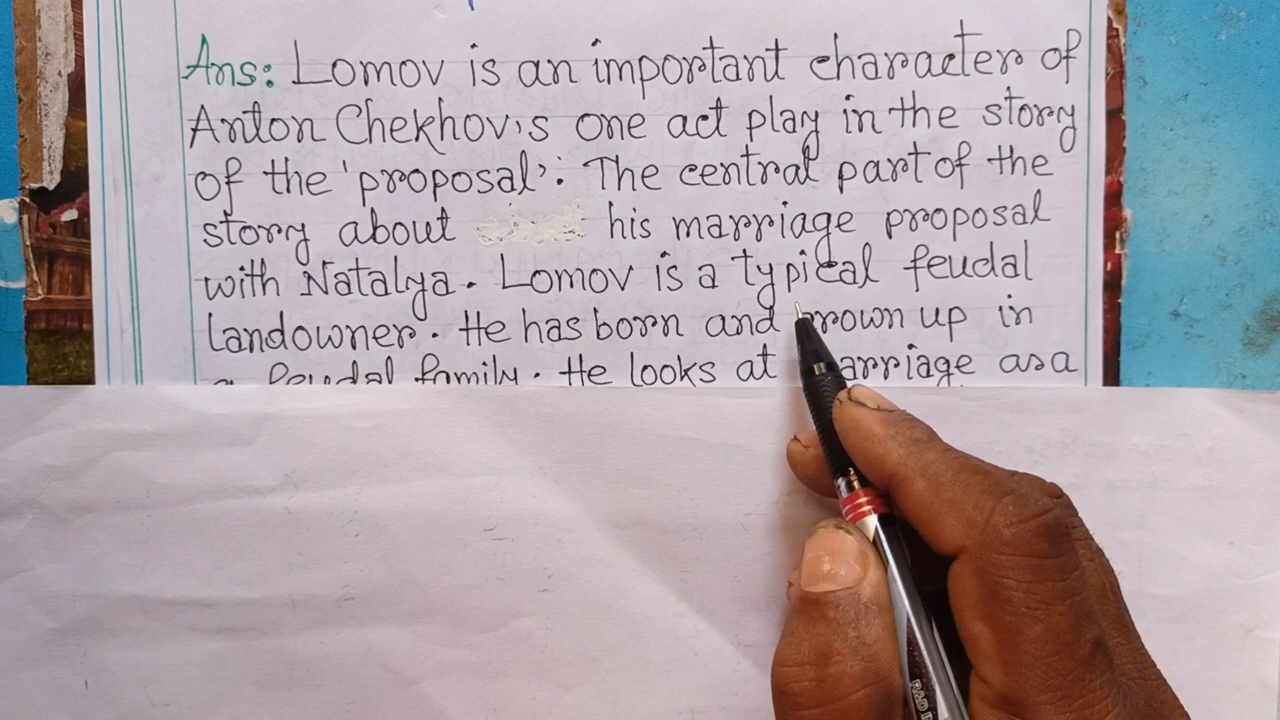 Ans: Lomov is an important character of
Anton Chekhov's one act play in the story
of the 'proposal'. The central part of the
story about his marriage proposal
with Natalya. Lomov is a typical feudal
landowner. He has born and grown up in
a feudal family. He looks at marriage as a